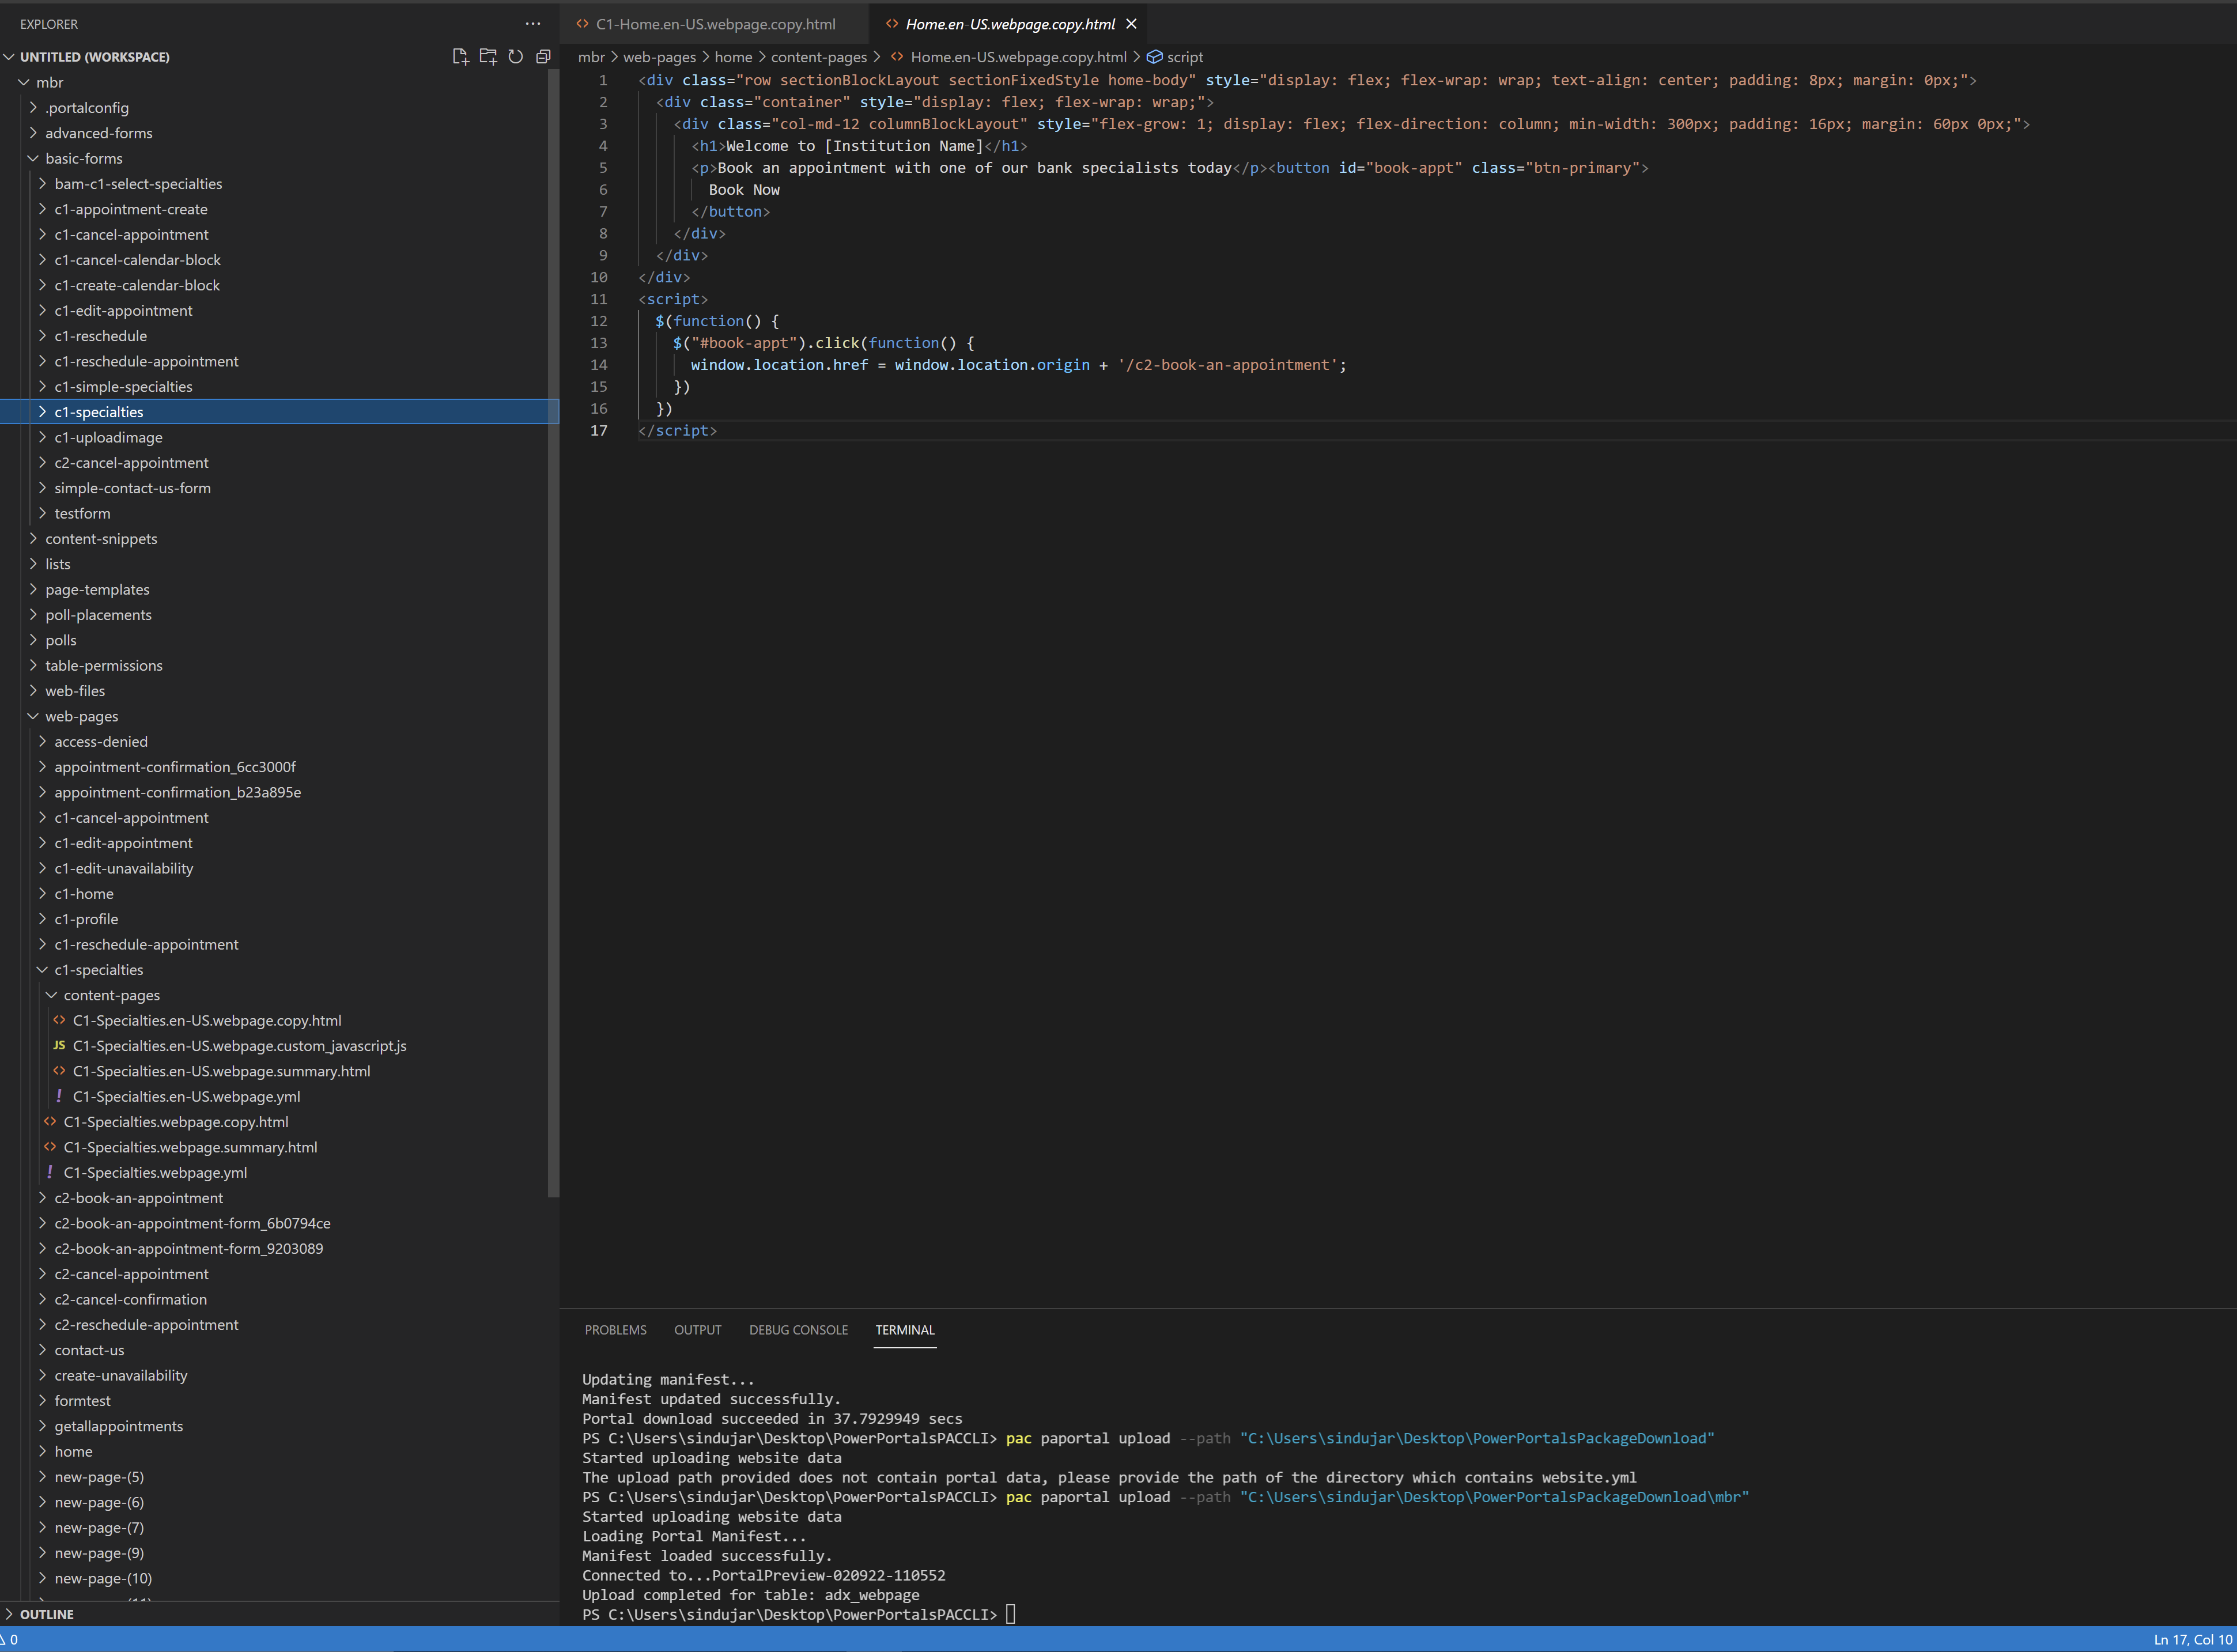 EXPLORER
UNTITLED (WORKSPACE)
mbr
.portalconfig
advanced-forms
basic-forms
bam-c1-select-specialties
c1-appointment-create
c1-cancel-appointment
c1-cancel-calendar-block
c1-create-calendar-block
c1-edit-appointment
c1-reschedule
c1-reschedule-appointment
c1-simple-specialties
c1-specialties
c1-uploadimage
c2-cancel-appointment
simple-contact-us-form
testform
content-snippets
lists
page-templates
poll-placements
polls
table-permissions
web-files
web-pages
access-denied
appointment-confirmation_6cc3000f
appointment-confirmation_b23a895e
c1-cancel-appointment
c1-edit-appointment
c1-edit-unavailability
c1-home
c1-profile
c1-reschedule-appointment
c1-specialties
content-pages
C1-Specialties.en-US.webpage.copy.html
JS C1-Specialties.en-US.webpage.custom_javascript.js
C1-Specialties.en-US.webpage.summary.html
! C1-Specialties.en-US.webpage.yml
C1-Specialties.webpage.copy.html
C1-Specialties.webpage.summary.html
! C1-Specialties.webpage.yml
c2-book-an-appointment
c2-book-an-appointment-form_6b0794ce
c2-book-an-appointment-form_9203089
c2-cancel-appointment
c2-cancel-confirmation
c2-reschedule-appointment
contact-us
create-unavailability
formtest
getallappointments
home
new-page-(5)
new-page-(6)
new-page-(7)
new-page-(9)
new-page-(10)
OUTLINE
0
C1-Home.en-US.webpage.copy.html
Home.en-US.webpage.copy.html
mbr > web-pages > home > content-pages > Home.en-US.webpage.copy.html > script
1 <div class="row sectionBlockLayout sectionFixedStyle home-body" style="display: flex; flex-wrap: wrap; text-align: center; padding: 8px; margin: 0px;">
2 <div class="container" style="display: flex; flex-wrap: wrap;">
3 <div class="col-md-12 columnBlockLayout" style="flex-grow: 1; display: flex; flex-direction: column; min-width: 300px; padding: 16px; margin: 60px 0px;">
4 <h1>Welcome to [Institution Name]</h1>
5 <p>Book an appointment with one of our bank specialists today</p><button id="book-appt" class="btn-primary">
6 Book Now
7 </button>
8 </div>
9 </div>
10 </div>
11 <script>
12 $(function() {
13 $("#book-appt").click(function() {
14 window.location.href = window.location.origin + '/c2-book-an-appointment';
15 })
16 })
17 </script>
PROBLEMS OUTPUT DEBUG CONSOLE TERMINAL
Updating manifest...
Manifest updated successfully.
Portal download succeeded in 37.7929949 secs
PS C:\Users\sindujar\Desktop\PowerPortalsPACCLI> pac paportal upload --path "C:\Users\sindujar\Desktop\PowerPortalsPackageDownload"
Started uploading website data
The upload path provided does not contain portal data, please provide the path of the directory which contains website.yml
PS C:\Users\sindujar\Desktop\PowerPortalsPACCLI> pac paportal upload --path "C:\Users\sindujar\Desktop\PowerPortalsPackageDownload\mbr"
Started uploading website data
Loading Portal Manifest...
Manifest loaded successfully.
Connected to...PortalPreview-020922-110552
Upload completed for table: adx_webpage
PS C:\Users\sindujar\Desktop\PowerPortalsPACCLI>
Ln 17, Col 10